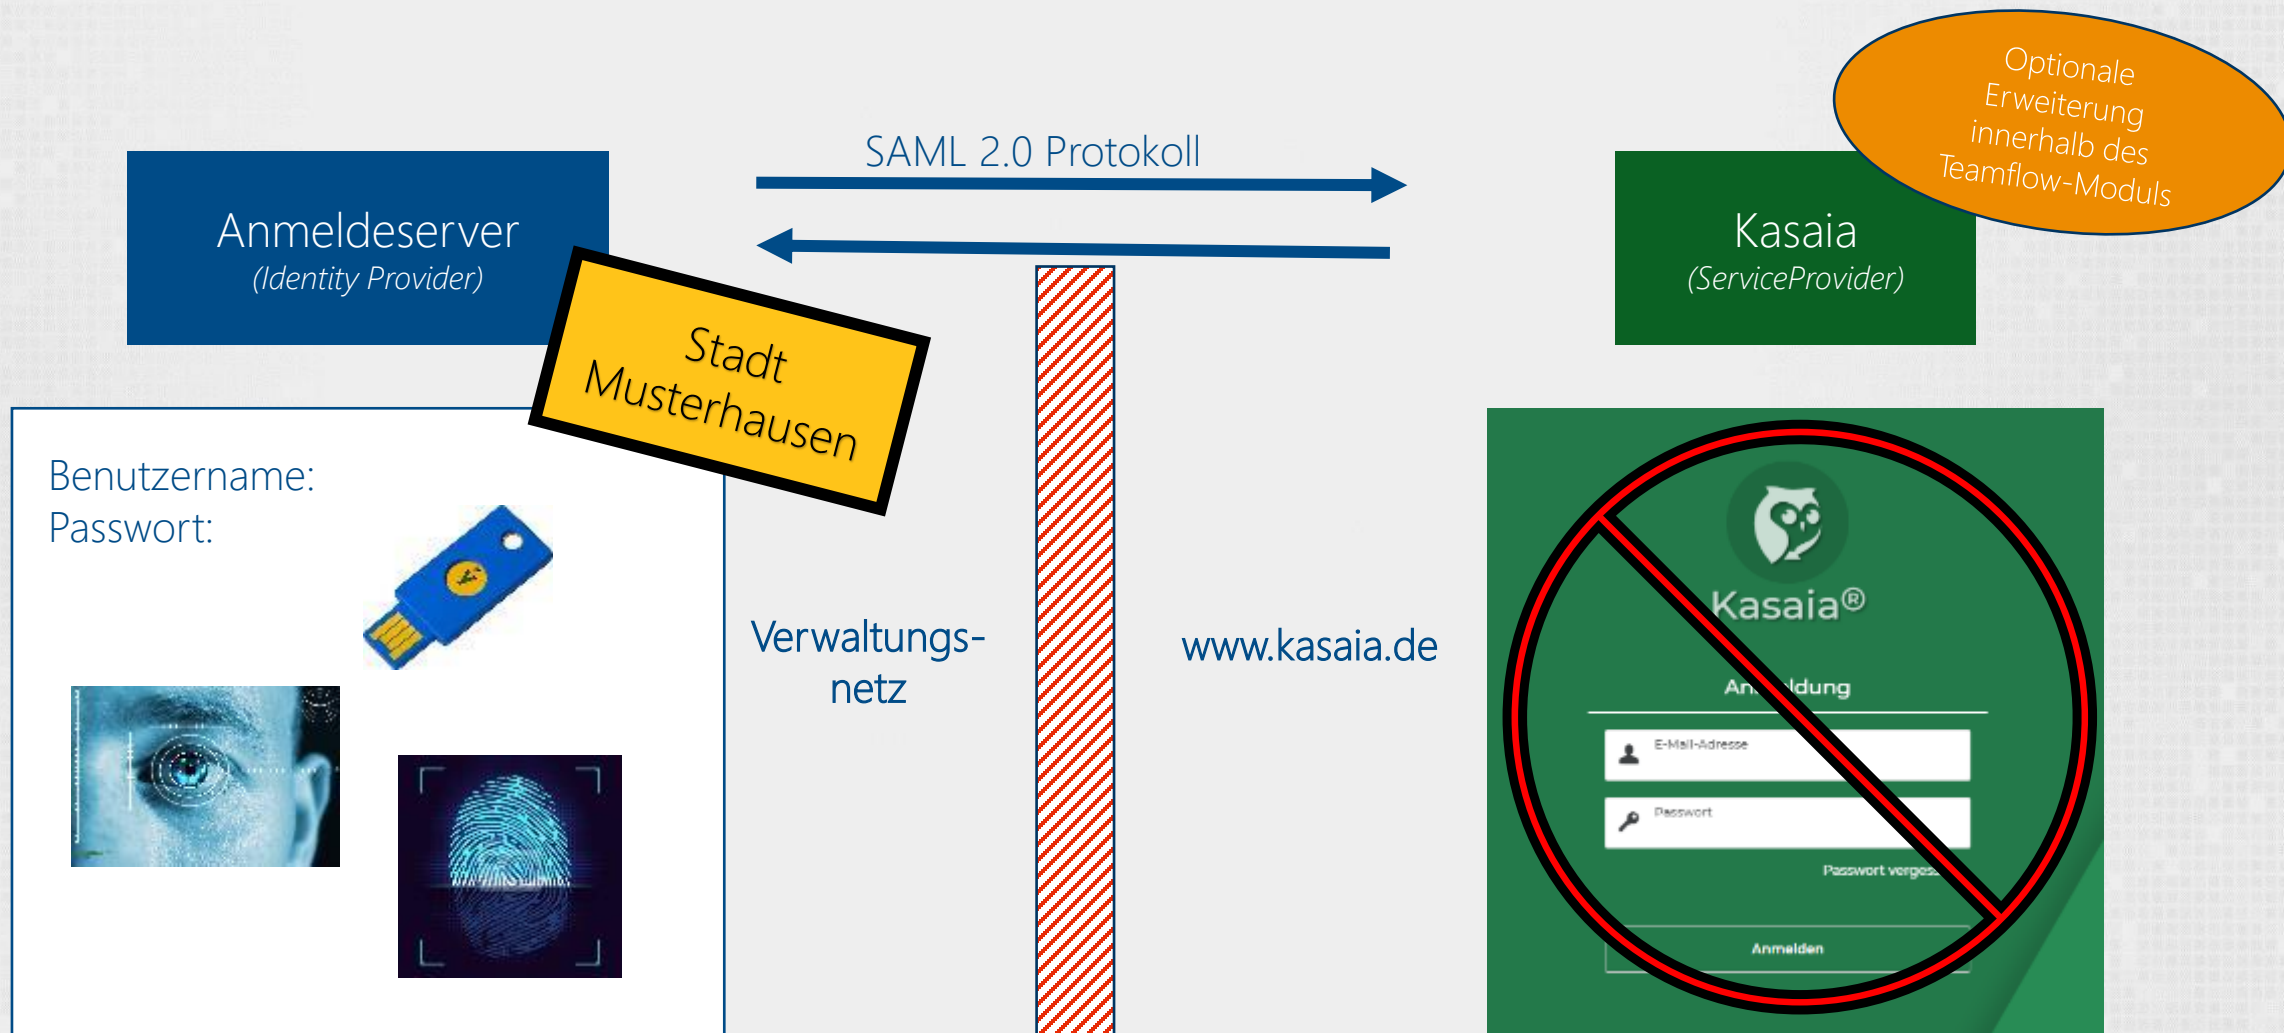 Optionale
Erweiterung
innerhalb des
Teamflow-Moduls
SAML 2.0 Protokoll
Anmeldeserver
(Identity Provider)
Kasaia
(ServiceProvider)
Stadt
Musterhausen
Benutzername:
Passwort:
Verwaltungs-
netz
www.kasaia.de
Kasaia®
E-Mail-Adresse
Passwort
Passwort
Anmelden